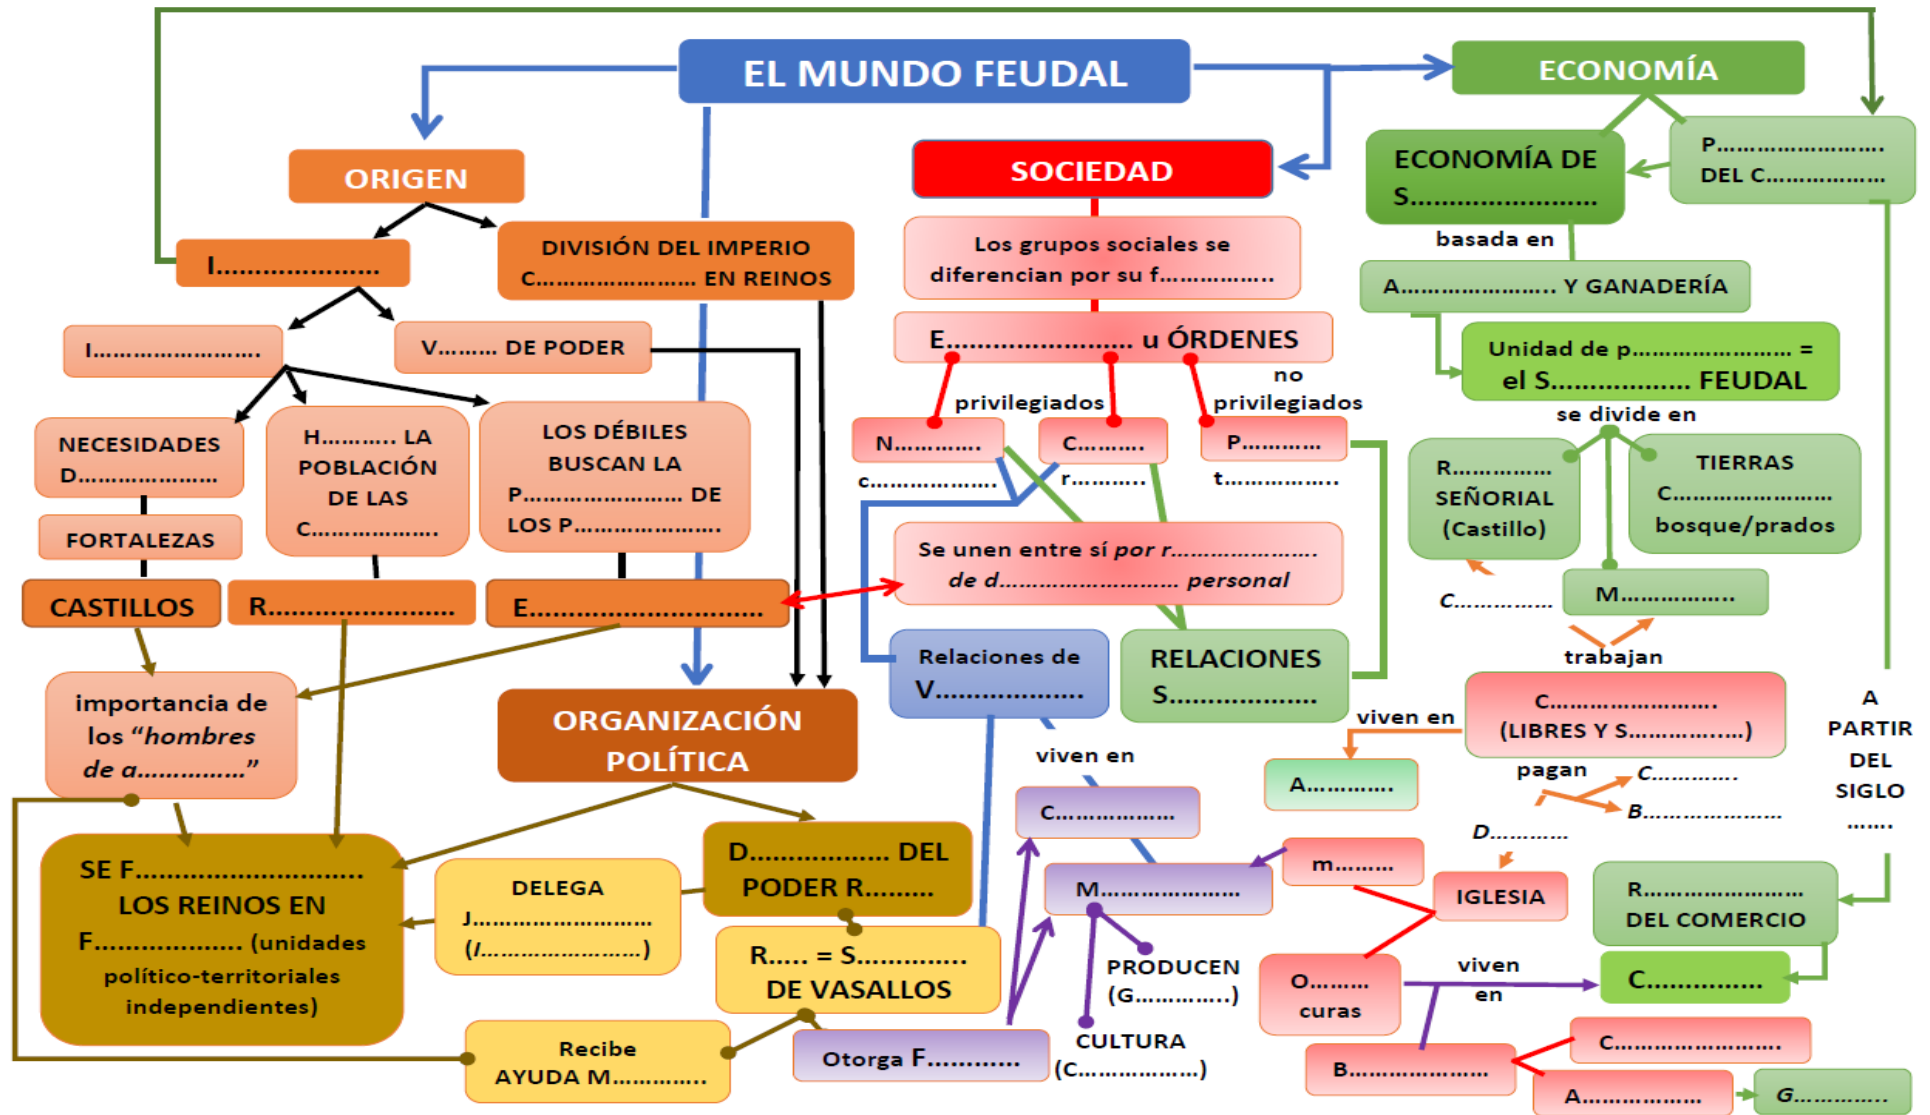 EL MUNDO FEUDAL
ORIGEN
I.....................
DIVISIÓN DEL IMPERIO
C..................... EN REINOS
I.......................
V......... DE PODER
NECESIDADES
D...................
H.......... LA
POBLACIÓN
DE LAS
C..................
LOS DÉBILES
BUSCAN LA
P..................... DE
LOS P.....................
FORTALEZAS
CASTILLOS
R........................
E..............................
importancia de
los “hombres
de a...............”
ORGANIZACIÓN
POLÍTICA
SE F...........................
LOS REINOS EN
F................... (unidades
político-territoriales
independientes)
DELEGA
J.........................
(I.......................)
D.................. DEL
PODER R.........
R..... = S..............
DE VASALLOS
Recibe
AYUDA M.............
Otorga F............
SOCIEDAD
Los grupos sociales se
diferencian por su f...............
E........................ u ÓRDENES
privilegiados
no
privilegiados
N.............
C..........
P............
c.................
r...........
t...............
Se unen entre sí por r.....................
de d......................... personal
Relaciones de
V..................
RELACIONES
S...................
viven en
C.................
M.....................
PRODUCEN
(G.............)
CULTURA
(C................)
ECONOMÍA
ECONOMÍA DE
S........................
P.......................
DEL C.................
basada en
A..................... Y GANADERÍA
Unidad de p....................... =
el S.................. FEUDAL
se divide en
R..............
SEÑORIAL
(Castillo)
TIERRAS
C.....................
bosque/prados
C...............
M................
trabajan
C.......................
(LIBRES Y S................)
viven en
A.............
pagan
C.............
B....................
D............
IGLESIA
m.........
O.........
curas
viven
en
B...................
C.......................
A..................
G.............
A
PARTIR
DEL
SIGLO
.......
R.....................
DEL COMERCIO
C..............